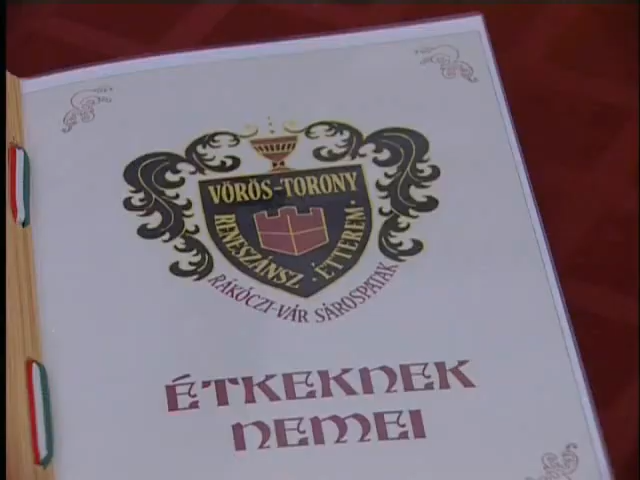 VÖRÖS-TORONY
RENESZÁNSZ · ÉTTEREM ·
RÁKÓCZI-VÁR SÁROSPATAK
ÉTKEKNEK
NEMEI